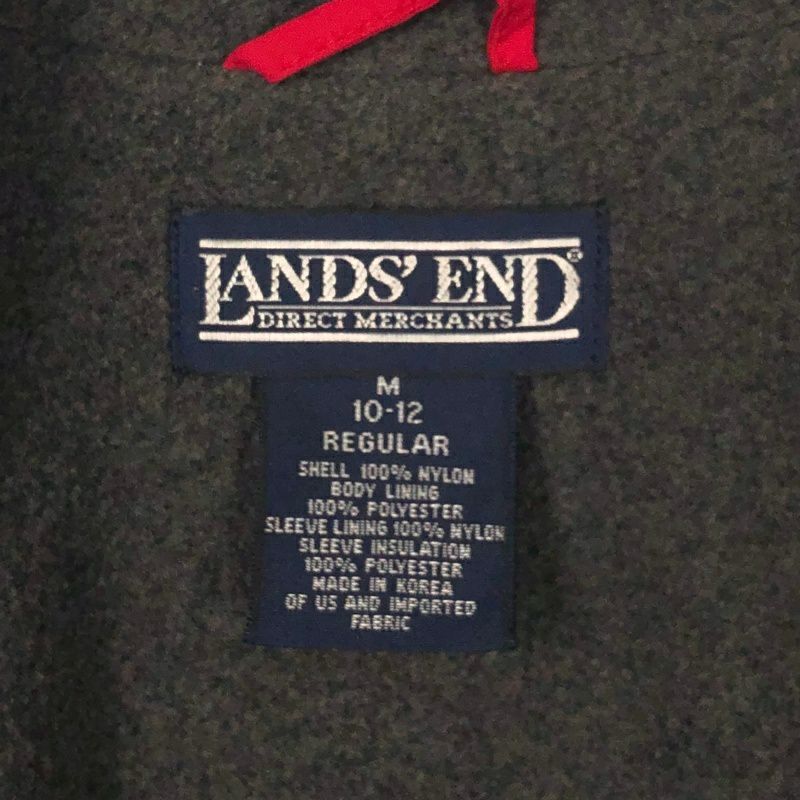 LANDS' END®
DIRECT MERCHANTS
M
10-12
REGULAR
SHELL 100% NYLON
BODY LINING
100% POLYESTER
SLEEVE LINING 100% NYLON
SLEEVE INSULATION
100% POLYESTER
MADE IN KOREA
OF US AND IMPORTED
FABRIC